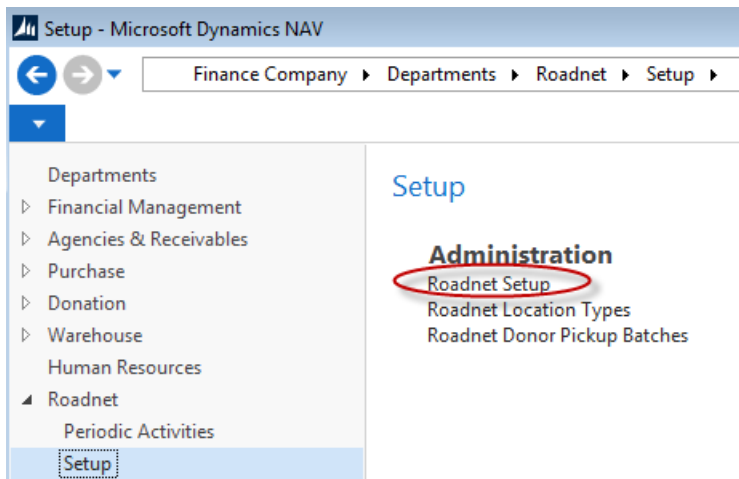 Setup - Microsoft Dynamics NAV
Finance Company ▸ Departments ▸ Roadnet ▸ Setup ▸
Departments
Financial Management
Agencies & Receivables
Purchase
Donation
Warehouse
Human Resources
Roadnet
Periodic Activities
Setup
Setup
Administration
Roadnet Setup
Roadnet Location Types
Roadnet Donor Pickup Batches